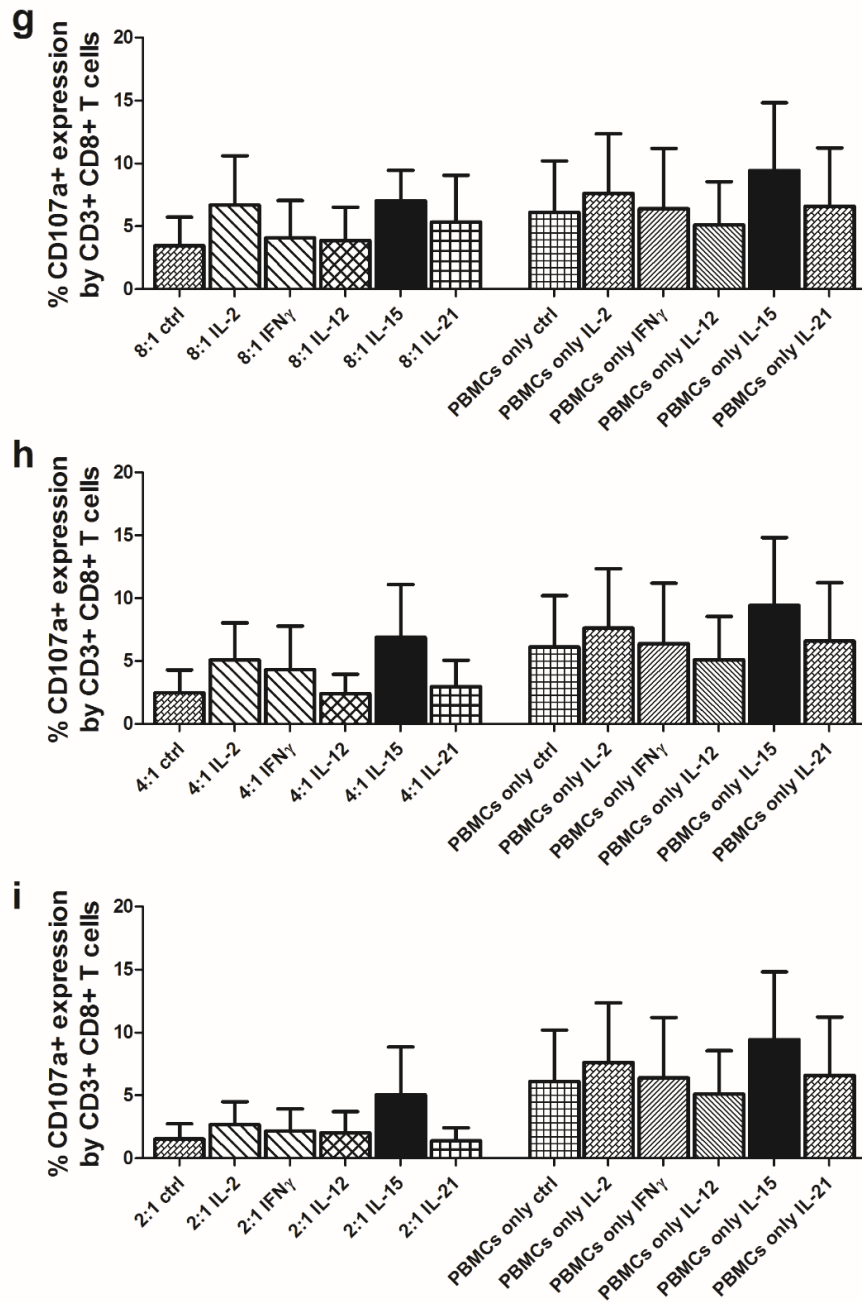 g
% CD107a+ expression
by CD3+ CD8+ T cells
20
15
10
5
0
8:1 ctrl
8:1 IL-2
8:1 IFNγ
8:1 IL-12
8:1 IL-15
8:1 IL-21
PBMCs only ctrl
PBMCs only IL-2
PBMCs only IFNγ
PBMCs only IL-12
PBMCs only IL-15
PBMCs only IL-21
h
% CD107a+ expression
by CD3+ CD8+ T cells
20
15
10
5
0
4:1 ctrl
4:1 IL-2
4:1 IFNγ
4:1 IL-12
4:1 IL-15
4:1 IL-21
PBMCs only ctrl
PBMCs only IL-2
PBMCs only IFNγ
PBMCs only IL-12
PBMCs only IL-15
PBMCs only IL-21
i
% CD107a+ expression
by CD3+ CD8+ T cells
20
15
10
5
0
2:1 ctrl
2:1 IL-2
2:1 IFNγ
2:1 IL-12
2:1 IL-15
2:1 IL-21
PBMCs only ctrl
PBMCs only IL-2
PBMCs only IFNγ
PBMCs only IL-12
PBMCs only IL-15
PBMCs only IL-21